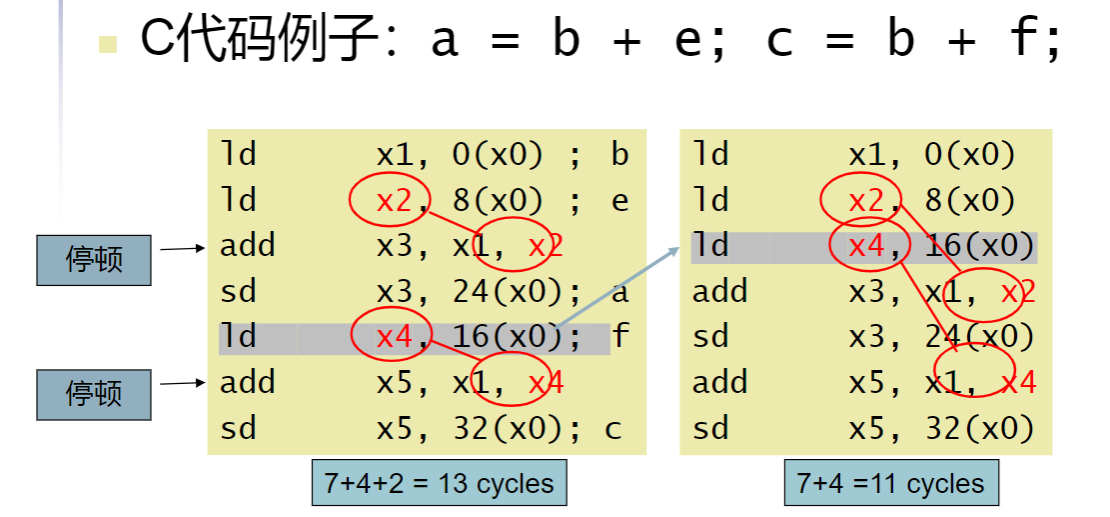 C代码例子：a = b + e; c = b + f;
ld x1, 0(x0) ; b
ld x2, 8(x0) ; e
停顿
add x3, x1, x2
sd x3, 24(x0); a
ld x4, 16(x0); f
停顿
add x5, x1, x4
sd x5, 32(x0); c
7+4+2 = 13 cycles
ld x1, 0(x0)
ld x2, 8(x0)
ld x4, 16(x0)
add x3, x1, x2
sd x3, 24(x0)
add x5, x1, x4
sd x5, 32(x0)
7+4 =11 cycles